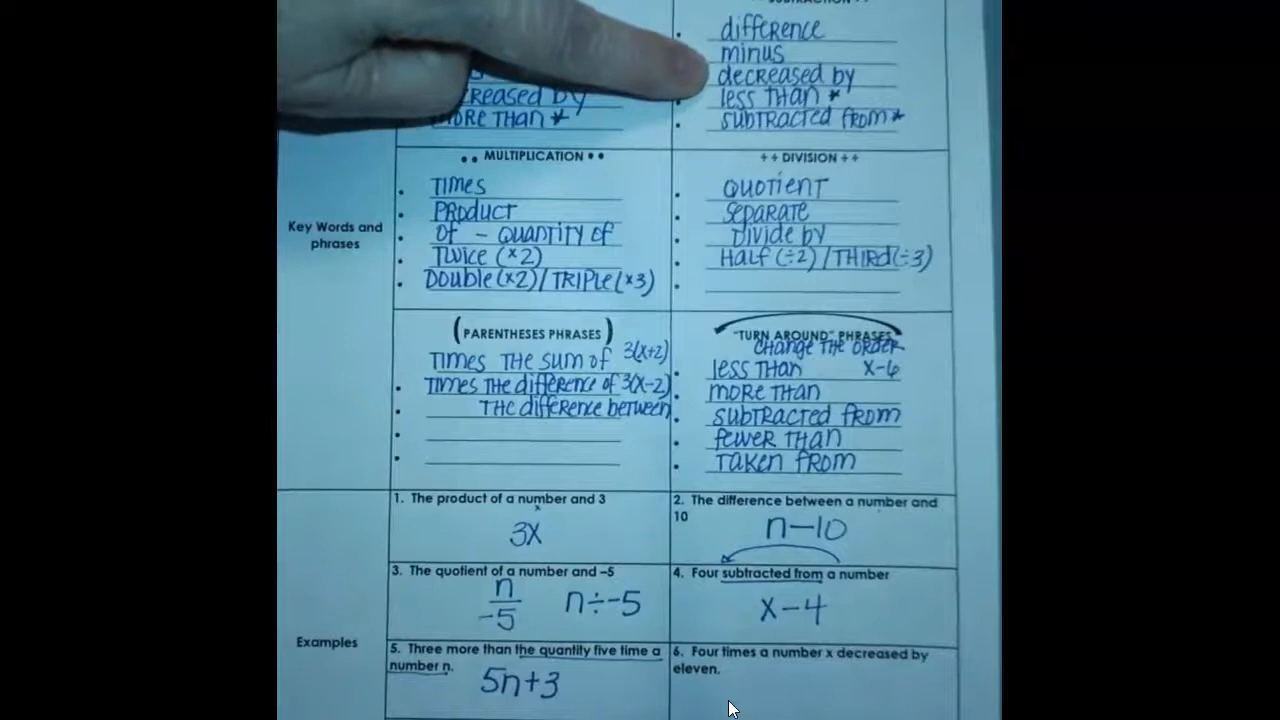 difference
minus
decreased by
less than *
subtracted from *
creased by
more than *
•• MULTIPLICATION ••
Times
Product
of - Quantity of
Twice (×2)
Double (×2) / Triple (×3)
++ DIVISION ++
Quotient
Separate
Divide by
Half (÷2) / Third (÷3)
Key Words and
phrases
(PARENTHESES PHRASES)
Times the sum of 3(x+2)
Times the difference of 3(x-2)
The difference between
"TURN AROUND" PHRASES
Change the order
less than x-6
more than
subtracted from
fewer than
taken from
Examples
1. The product of a number and 3
x
3x
2. The difference between a number and
10
n-10
3. The quotient of a number and -5
n
-5
n÷-5
4. Four subtracted from a number
x-4
5. Three more than the quantity five time a
number n.
5n+3
6. Four times a number x decreased by
eleven.